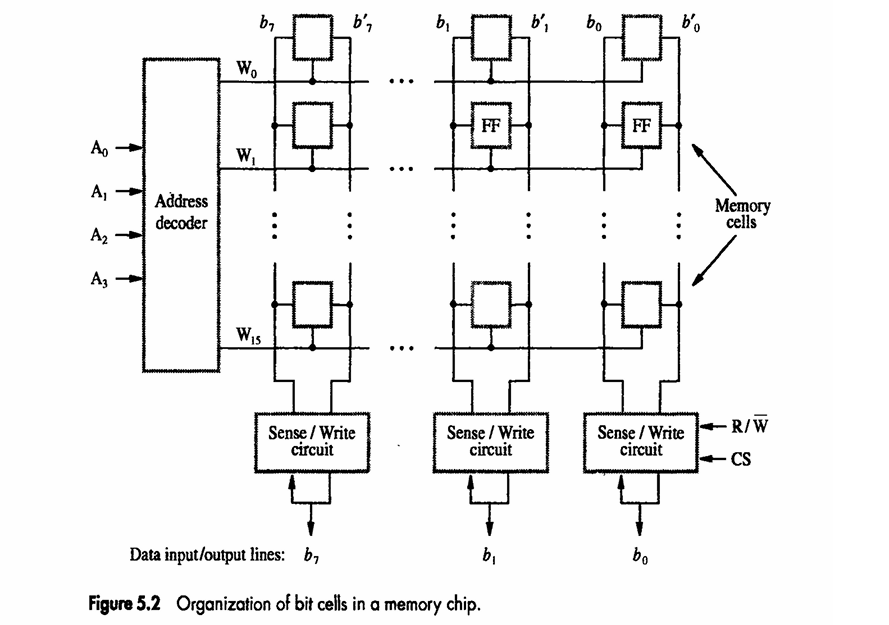 b₇ b′₇ b₁ b′₁ b₀ b′₀
W₀
FF FF
A₀
W₁
A₁
Address
decoder
Memory
cells
A₂
A₃
W₁₅
••• 
Sense / Write
circuit
Sense / Write
circuit
Sense / Write
circuit
R/W̅
CS
Data input/output lines: b₇ b₁ b₀
Figure 5.2 Organization of bit cells in a memory chip.